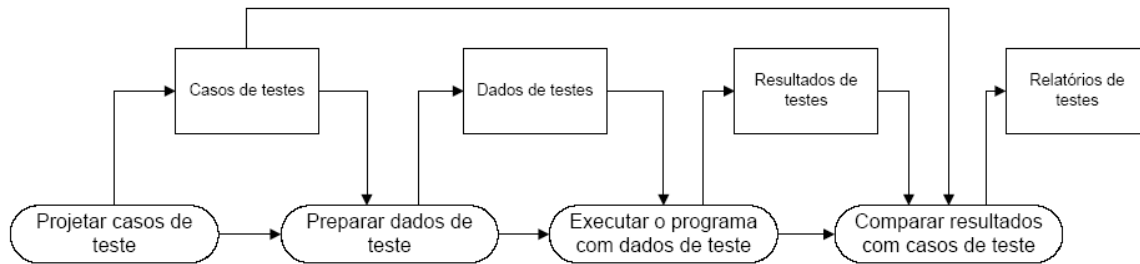 Casos de testes
Dados de testes
Resultados de
testes
Relatórios de
testes
Projetar casos de
teste
Preparar dados de
teste
Executar o programa
com dados de teste
Comparar resultados
com casos de teste